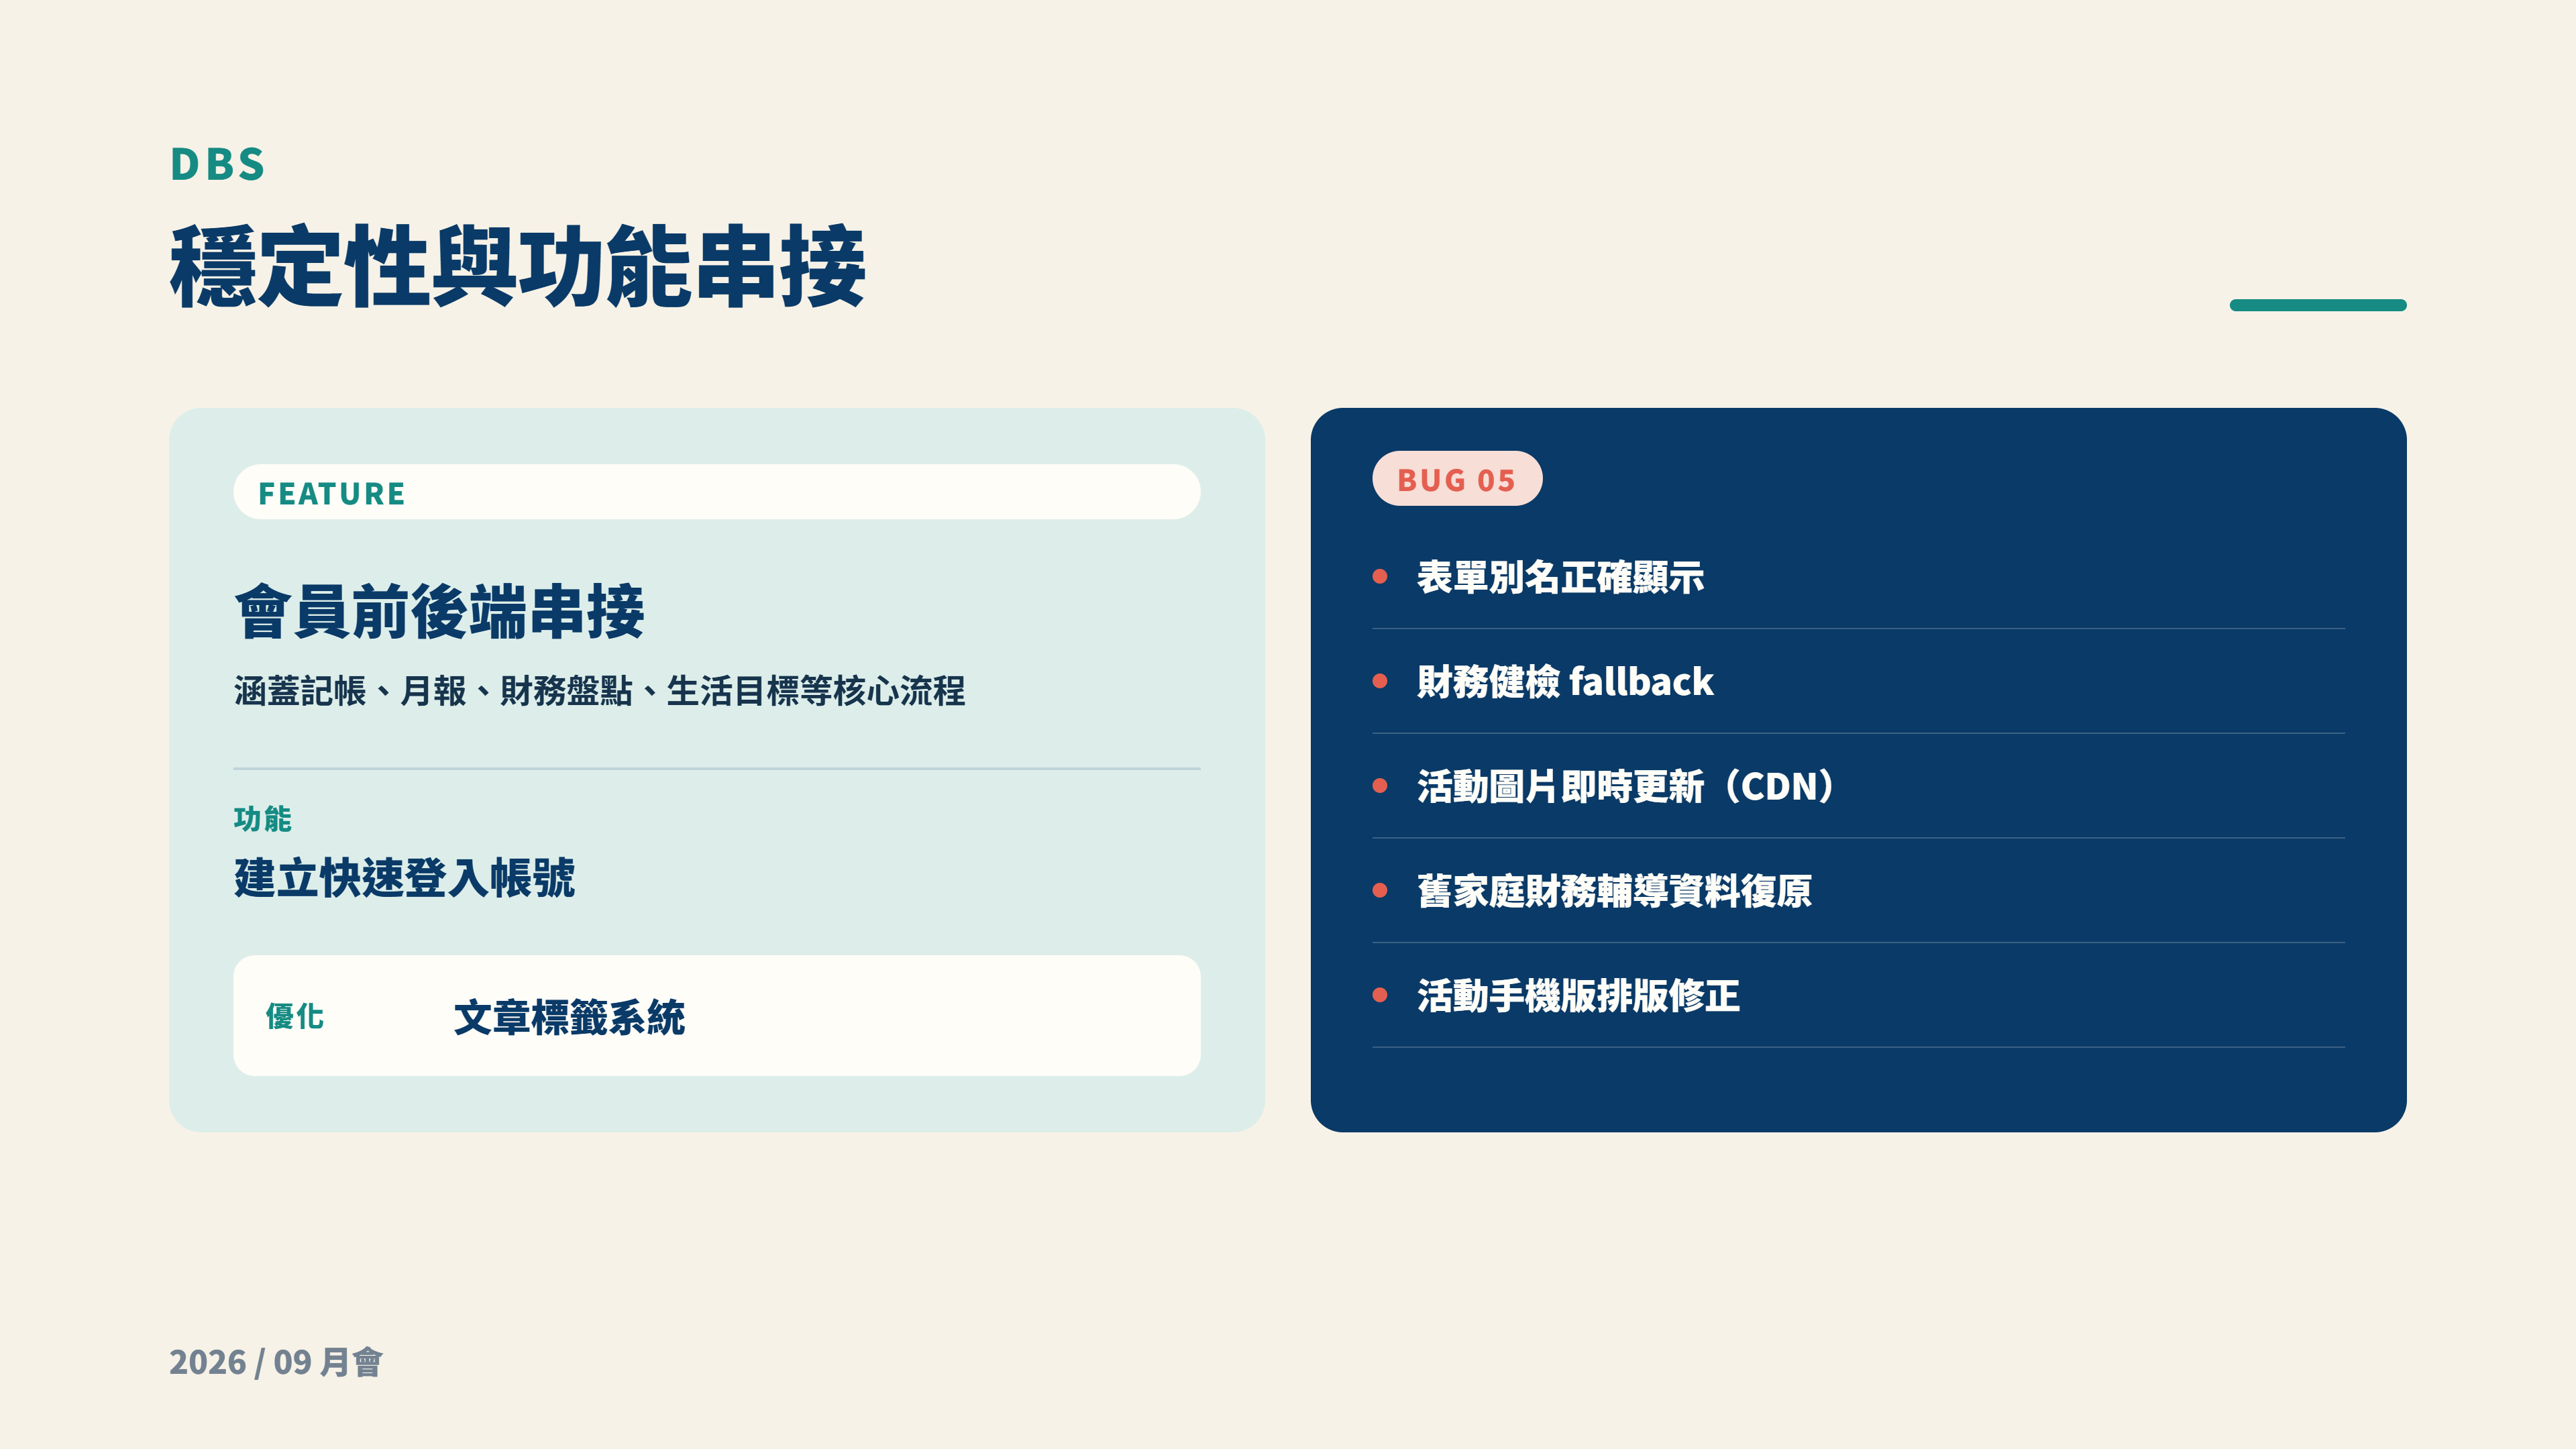 DBS
穩定性與功能串接
FEATURE
會員前後端串接
涵蓋記帳、月報、財務盤點、生活目標等核心流程
功能
建立快速登入帳號
優化 文章標籤系統
BUG 05
表單別名正確顯示
財務健檢 fallback
活動圖片即時更新（CDN）
舊家庭財務輔導資料復原
活動手機版排版修正
2026 / 09 月會